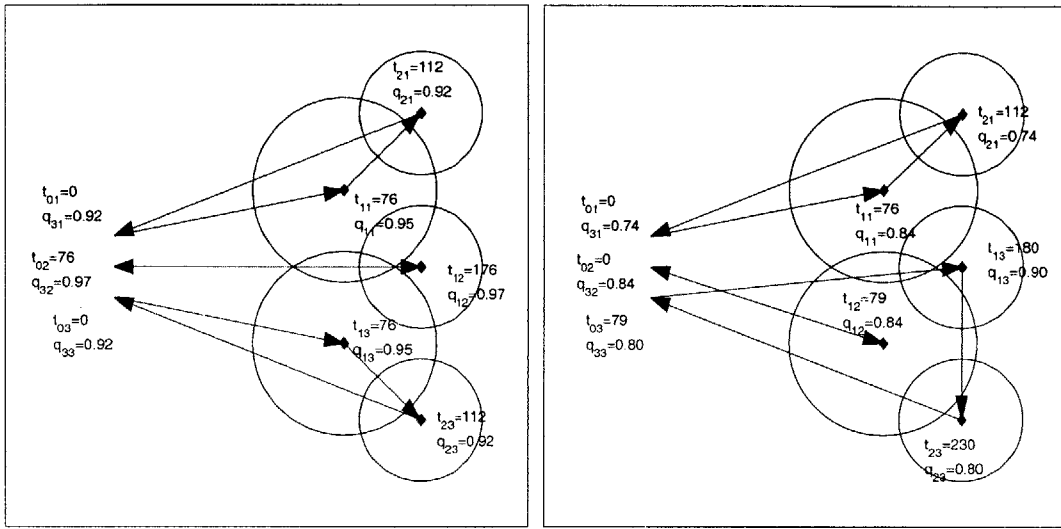 t21=112
q21=0.92
t01=0
q31=0.92
t11=76
q11=0.95
t02=76
q32=0.97
t12=176
q12=0.97
t03=0
q33=0.92
t13=76
q13=0.95
t23=112
q23=0.92
t21=112
q21=0.74
t01=0
q31=0.74
t11=76
q11=0.84
t02=0
q32=0.84
t13=180
q13=0.90
t12=79
q12=0.84
t03=79
q33=0.80
t23=230
q23=0.80